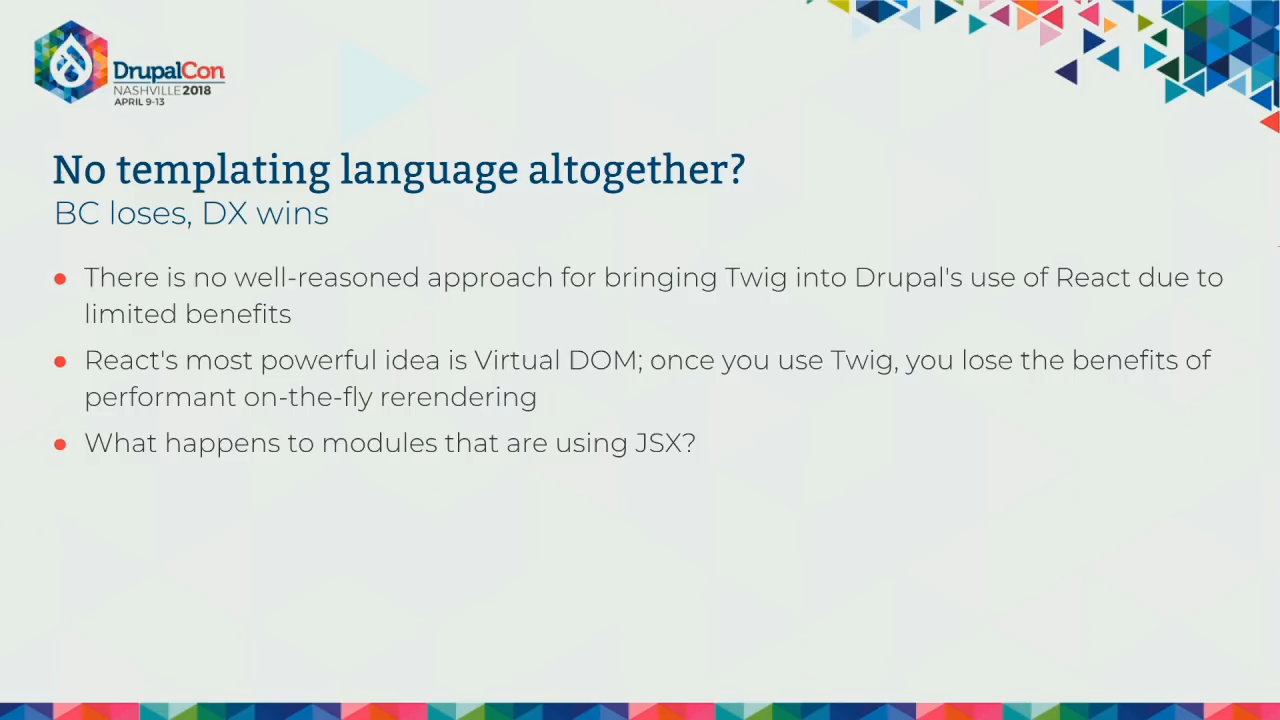 DrupalCon
NASHVILLE 2018
APRIL 9-13
No templating language altogether?
BC loses, DX wins
There is no well-reasoned approach for bringing Twig into Drupal's use of React due to
limited benefits
React's most powerful idea is Virtual DOM; once you use Twig, you lose the benefits of
performant on-the-fly rerendering
What happens to modules that are using JSX?